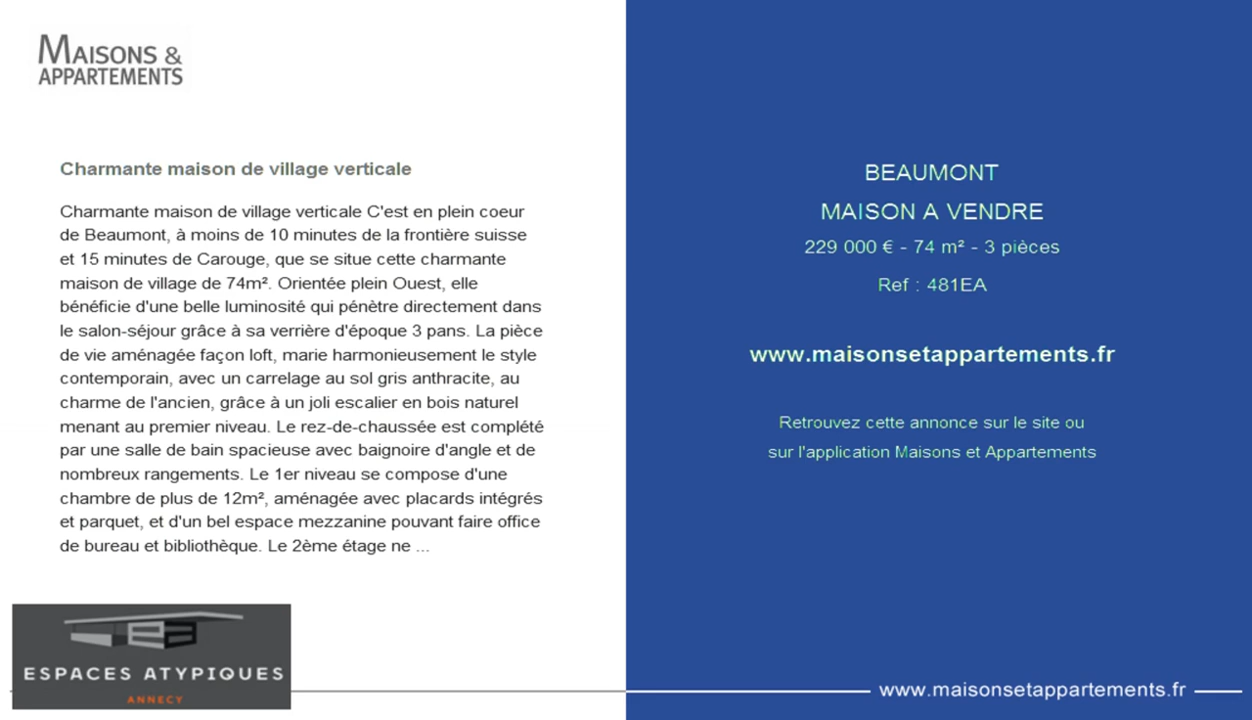 MAISONS &
APPARTEMENTS
Charmante maison de village verticale
Charmante maison de village verticale C'est en plein coeur
de Beaumont, à moins de 10 minutes de la frontière suisse
et 15 minutes de Carouge, que se situe cette charmante
maison de village de 74m². Orientée plein Ouest, elle
bénéficie d'une belle luminosité qui pénètre directement dans
le salon-séjour grâce à sa verrière d'époque 3 pans. La pièce
de vie aménagée façon loft, marie harmonieusement le style
contemporain, avec un carrelage au sol gris anthracite, au
charme de l'ancien, grâce à un joli escalier en bois naturel
menant au premier niveau. Le rez-de-chaussée est complété
par une salle de bain spacieuse avec baignoire d'angle et de
nombreux rangements. Le 1er niveau se compose d'une
chambre de plus de 12m², aménagée avec placards intégrés
et parquet, et d'un bel espace mezzanine pouvant faire office
de bureau et bibliothèque. Le 2ème étage ne ...
ea
ESPACES ATYPIQUES
ANNECY
BEAUMONT
MAISON A VENDRE
229 000 € - 74 m² - 3 pièces
Ref : 481EA
www.maisonsetappartements.fr
Retrouvez cette annonce sur le site ou
sur l'application Maisons et Appartements
www.maisonsetappartements.fr